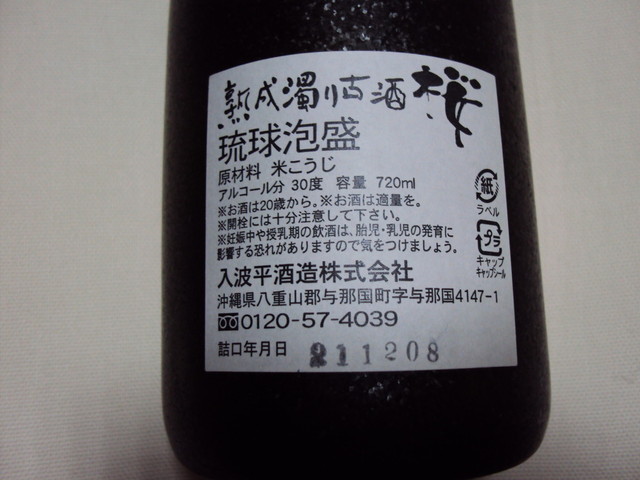 熟成濁り古酒 桜
琉球泡盛
原材料 米こうじ
アルコール分 30度 容量 720ml
※お酒は20歳から。※お酒は適量を。
※開栓には十分注意して下さい。
※妊娠中や授乳期の飲酒は、胎児・乳児の発育に
影響する恐れがありますので気をつけましょう。
入波平酒造株式会社
沖縄県八重山郡与那国町字与那国4147-1
0120-57-4039
詰口年月日 211208
紙
ラベル
プラ
キャップ
キャップシール